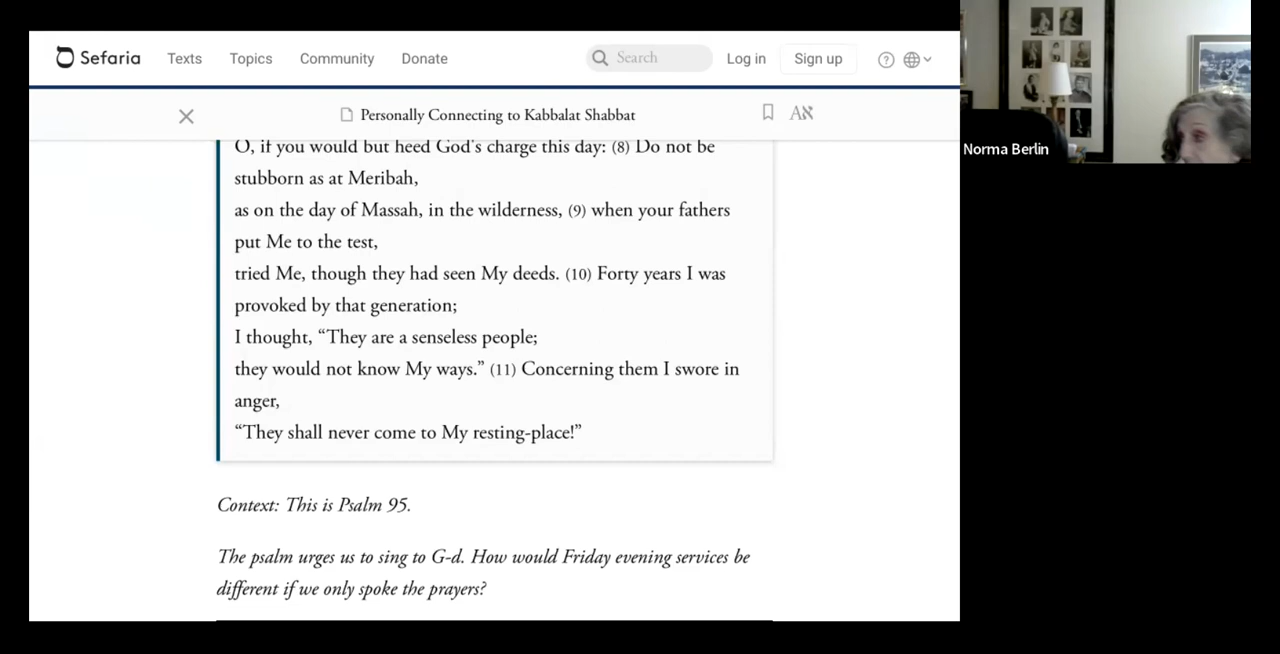 Sefaria Texts Topics Community Donate Search Log in Sign up
Personally Connecting to Kabbalat Shabbat Aא
O, if you would but heed God's charge this day: (8) Do not be
stubborn as at Meribah,
as on the day of Massah, in the wilderness, (9) when your fathers
put Me to the test,
tried Me, though they had seen My deeds. (10) Forty years I was
provoked by that generation;
I thought, “They are a senseless people;
they would not know My ways.” (11) Concerning them I swore in
anger,
“They shall never come to My resting-place!”
Context: This is Psalm 95.
The psalm urges us to sing to G-d. How would Friday evening services be
different if we only spoke the prayers?
Norma Berlin